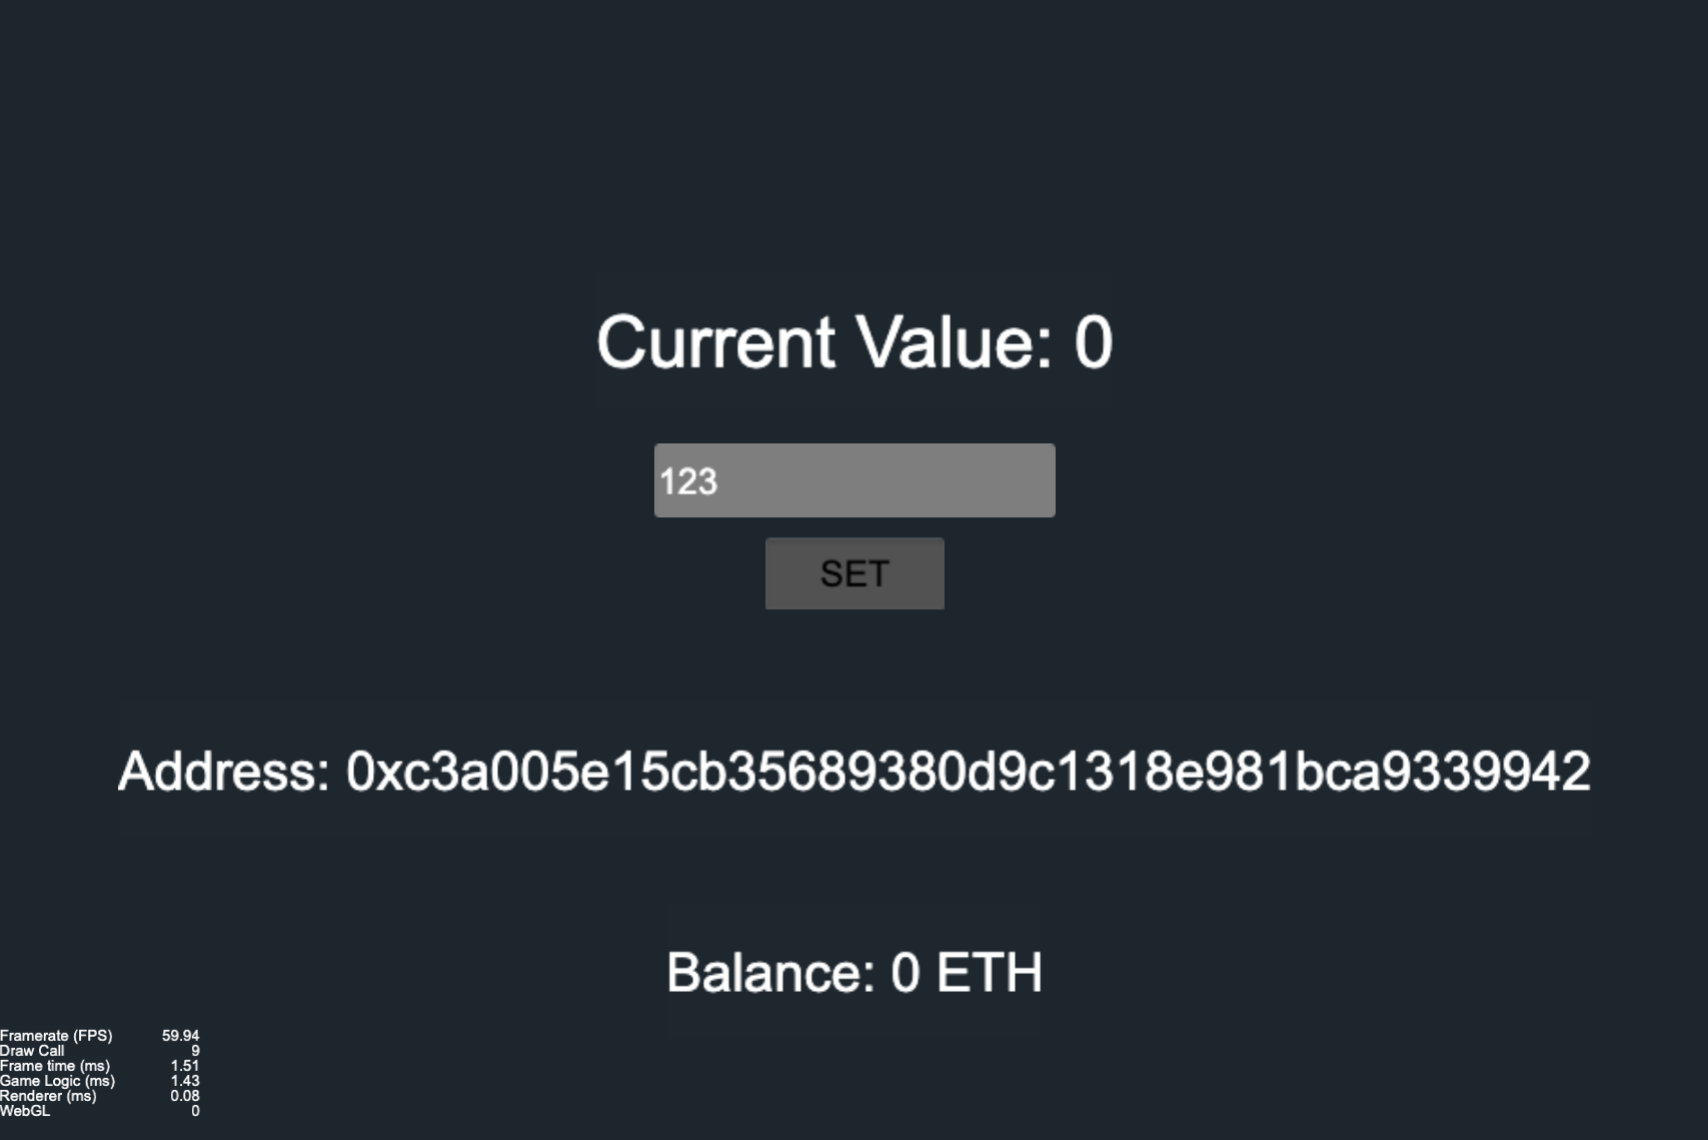 Current Value: 0
123
SET
Address: 0xc3a005e15cb35689380d9c1318e981bca9339942
Balance: 0 ETH
Framerate (FPS) 59.94
Draw Call 9
Frame time (ms) 1.51
Game Logic (ms) 1.43
Renderer (ms) 0.08
WebGL 0